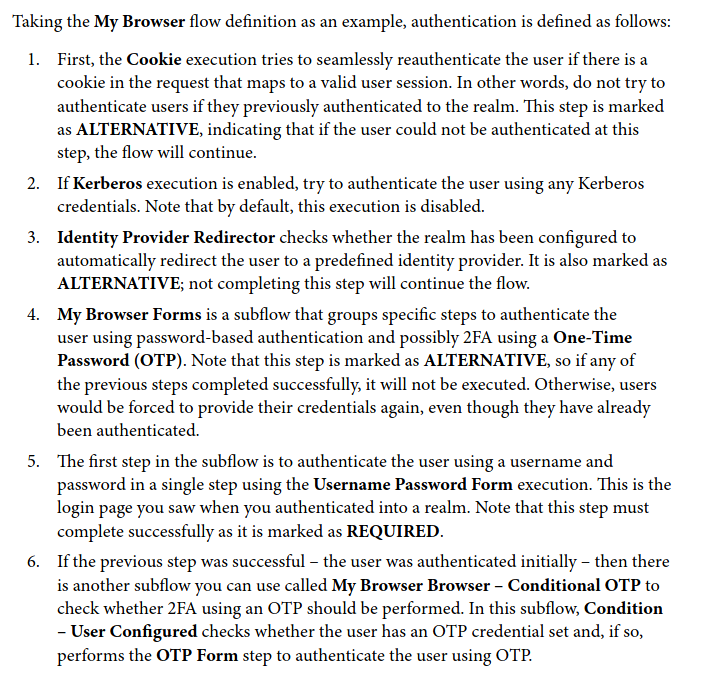 Taking the My Browser flow definition as an example, authentication is defined as follows:
1. First, the Cookie execution tries to seamlessly reauthenticate the user if there is a
cookie in the request that maps to a valid user session. In other words, do not try to
authenticate users if they previously authenticated to the realm. This step is marked
as ALTERNATIVE, indicating that if the user could not be authenticated at this
step, the flow will continue.
2. If Kerberos execution is enabled, try to authenticate the user using any Kerberos
credentials. Note that by default, this execution is disabled.
3. Identity Provider Redirector checks whether the realm has been configured to
automatically redirect the user to a predefined identity provider. It is also marked as
ALTERNATIVE; not completing this step will continue the flow.
4. My Browser Forms is a subflow that groups specific steps to authenticate the
user using password-based authentication and possibly 2FA using a One-Time
Password (OTP). Note that this step is marked as ALTERNATIVE, so if any of
the previous steps completed successfully, it will not be executed. Otherwise, users
would be forced to provide their credentials again, even though they have already
been authenticated.
5. The first step in the subflow is to authenticate the user using a username and
password in a single step using the Username Password Form execution. This is the
login page you saw when you authenticated into a realm. Note that this step must
complete successfully as it is marked as REQUIRED.
6. If the previous step was successful – the user was authenticated initially – then there
is another subflow you can use called My Browser Browser – Conditional OTP to
check whether 2FA using an OTP should be performed. In this subflow, Condition
– User Configured checks whether the user has an OTP credential set and, if so,
performs the OTP Form step to authenticate the user using OTP.